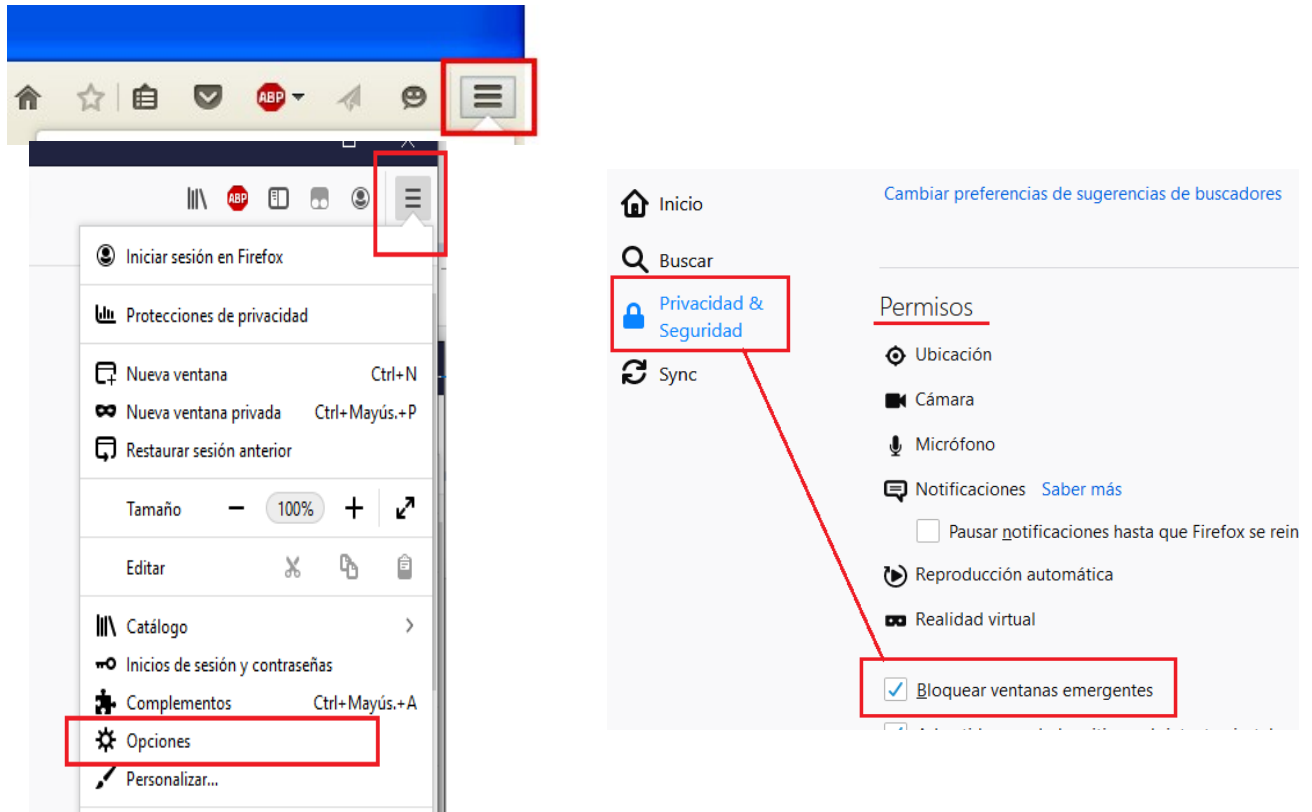 ABP
ABP
Iniciar sesión en Firefox
Protecciones de privacidad
Nueva ventana Ctrl+N
Nueva ventana privada Ctrl+Mayús.+P
Restaurar sesión anterior
Tamaño − 100% +
Editar
Catálogo >
Inicios de sesión y contraseñas
Complementos Ctrl+Mayús.+A
Opciones
Personalizar...
Inicio
Buscar
Privacidad &
Seguridad
Sync
Cambiar preferencias de sugerencias de buscadores
Permisos
Ubicación
Cámara
Micrófono
Notificaciones Saber más
Pausar notificaciones hasta que Firefox se rein
Reproducción automática
Realidad virtual
Bloquear ventanas emergentes